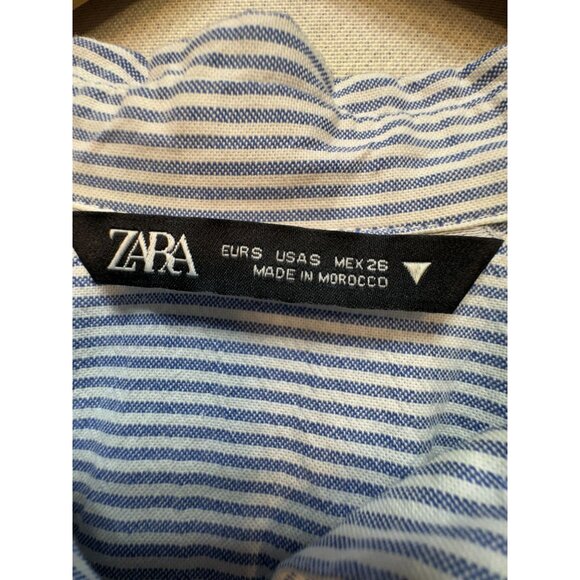 ZARA
EUR S USA S MEX 26
MADE IN MOROCCO